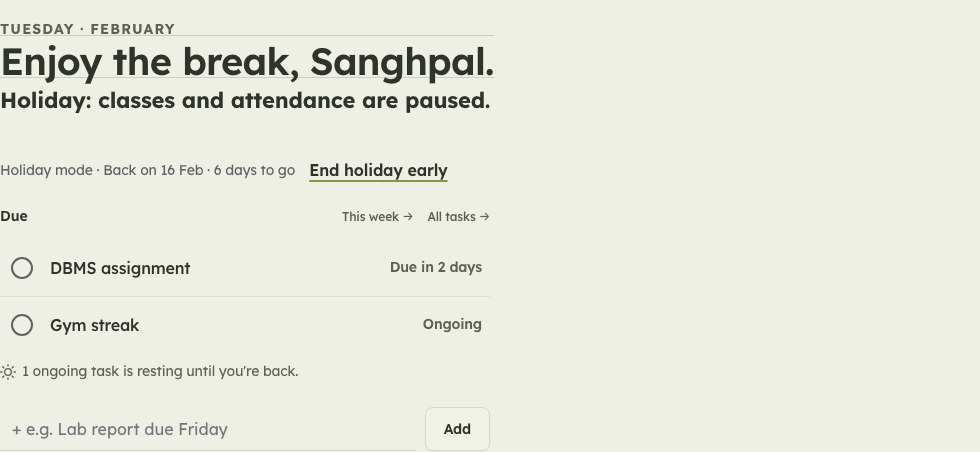 TUESDAY · FEBRUARY
Enjoy the break, Sanghpal.
Holiday: classes and attendance are paused.
Holiday mode · Back on 16 Feb · 6 days to go End holiday early
Due This week → All tasks →
DBMS assignment Due in 2 days
Gym streak Ongoing
1 ongoing task is resting until you're back.
+ e.g. Lab report due Friday Add